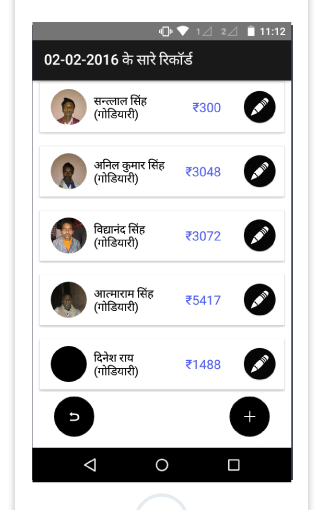 1 2 11:12
02-02-2016 के सारे रिकॉर्ड
सन्तलाल सिंह
(गोडियारी)
₹300
अनिल कुमार सिंह
(गोडियारी)
₹3048
विद्यानंद सिंह
(गोडियारी)
₹3072
आत्माराम सिंह
(गोडियारी)
₹5417
दिनेश राय
(गोडियारी)
₹1488